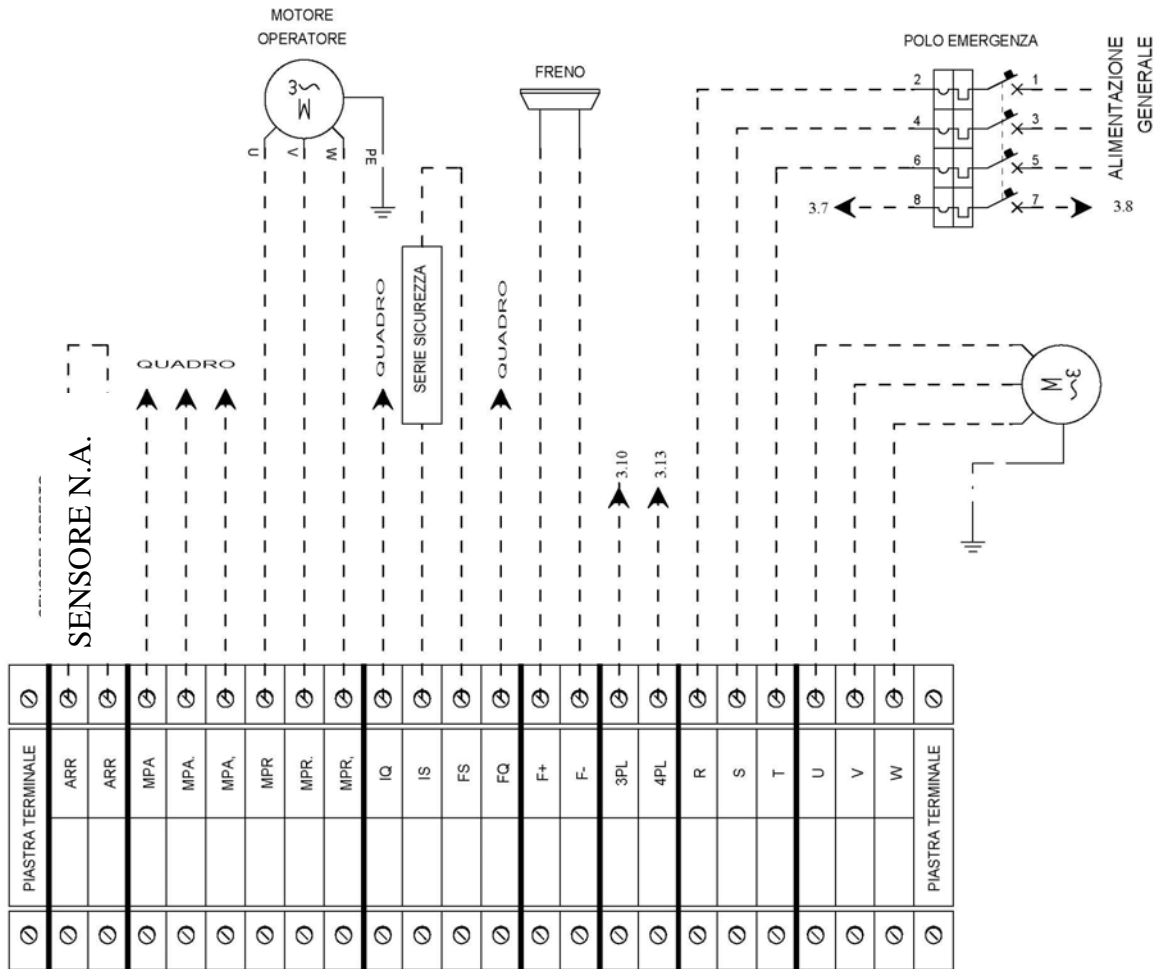 MOTORE
OPERATORE
3~
M
U
V
W
PE
FRENO
POLO EMERGENZA
2
1
4
3
6
5
8
7
3.7
3.8
ALIMENTAZIONE
GENERALE
QUADRO
QUADRO
SERIE SICUREZZA
QUADRO
M
3~
3.10
3.13
SENSORE N.A.
PIASTRA TERMINALE
ARR
ARR
MPA
MPA.
MPA,
MPR
MPR.
MPR,
IQ
IS
FS
FQ
F+
F-
3PL
4PL
R
S
T
U
V
W
PIASTRA TERMINALE